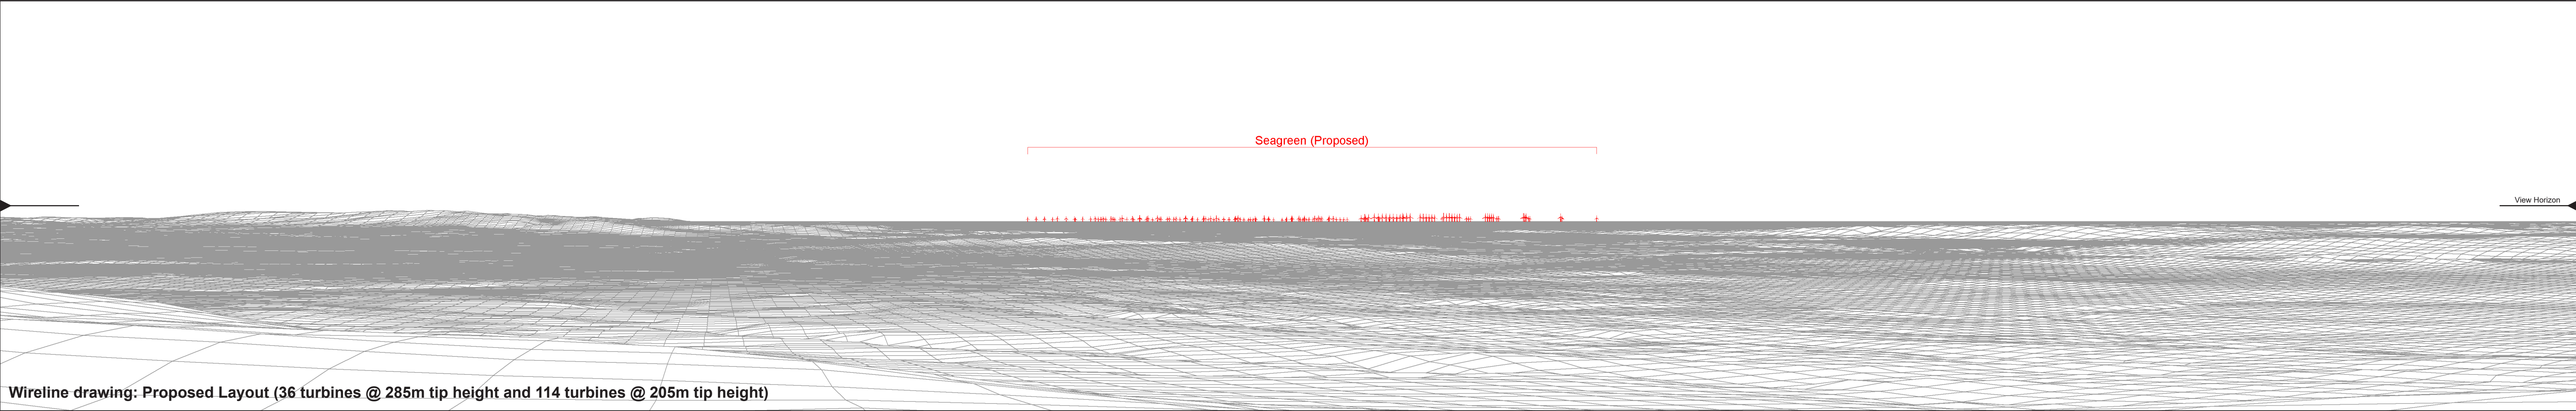 Seagreen (Proposed)
View Horizon
Wireline drawing: Proposed Layout (36 turbines @ 285m tip height and 114 turbines @ 205m tip height)